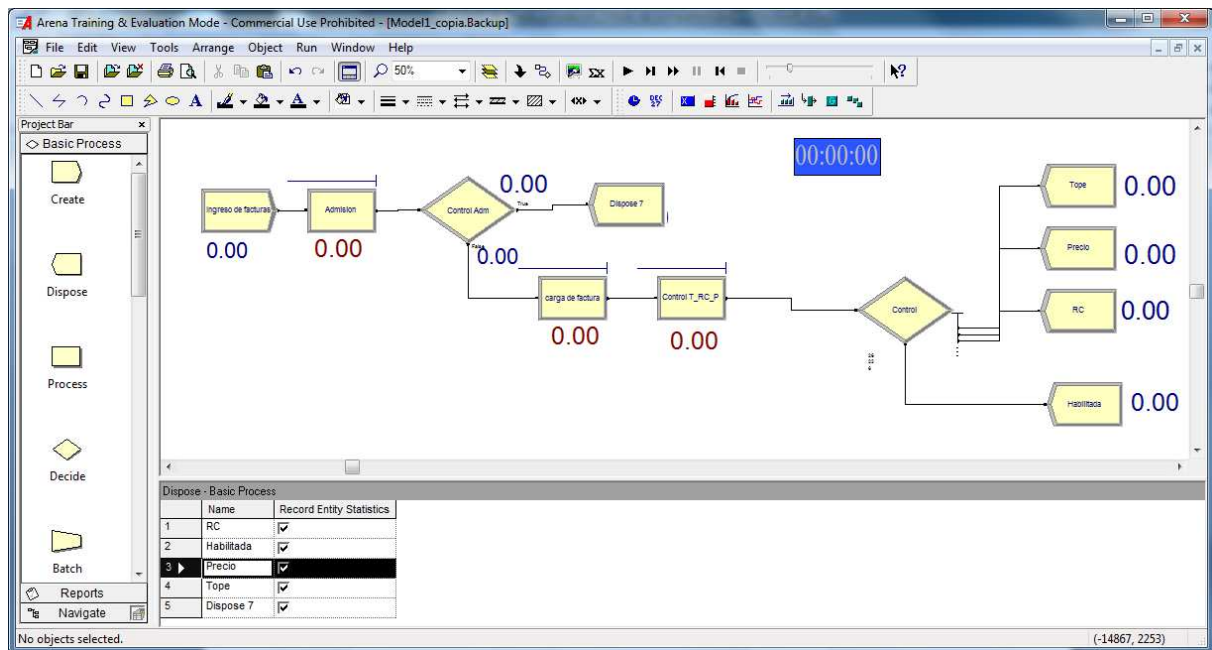 Arena Training & Evaluation Mode - Commercial Use Prohibited - [Model1_copia.Backup]
File Edit View Tools Arrange Object Run Window Help
50%
Project Bar x
Basic Process
Create
Dispose
Process
Decide
Batch
Reports
Navigate
00:00:00
Ingreso de facturas
0.00
Admision
0.00
Control Adm
0.00
True
Dispose 7
False
0.00
carga de factura
0.00
Control T_RC_P
0.00
Control
Tope
0.00
Precio
0.00
RC
0.00
Habilitada
0.00
Dispose - Basic Process
Name Record Entity Statistics
1 RC
2 Habilitada
3 Precio
4 Tope
5 Dispose 7
No objects selected.
(-14867, 2253)